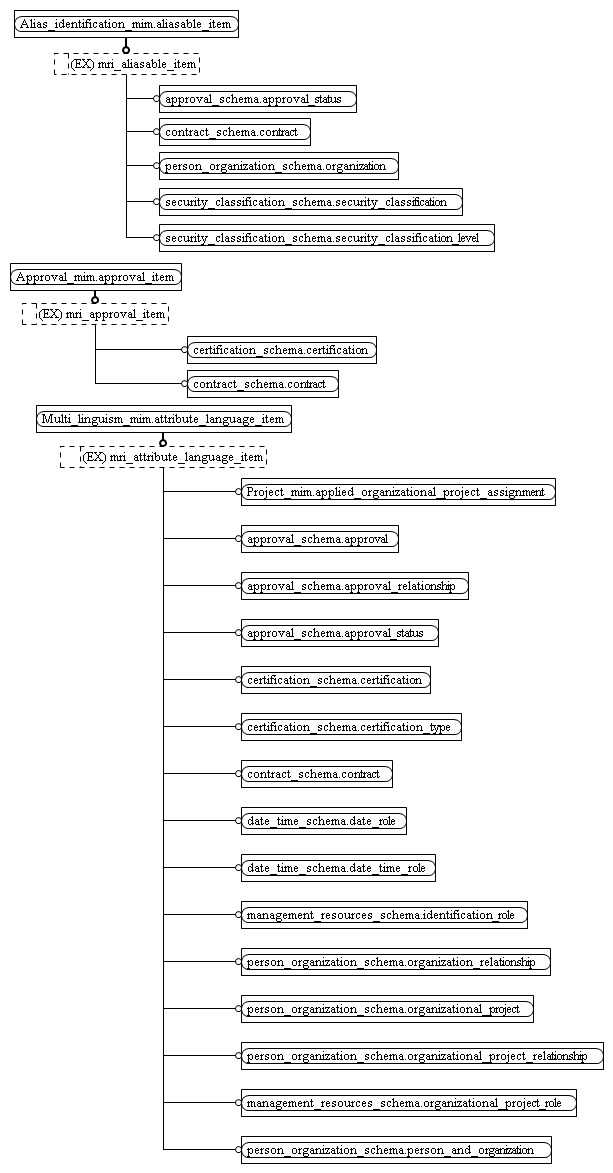 Alias_identification_mim.aliasable_item
(EX) mri_aliasable_item
approval_schema.approval_status
contract_schema.contract
person_organization_schema.organization
security_classification_schema.security_classification
security_classification_schema.security_classification_level
Approval_mim.approval_item
(EX) mri_approval_item
certification_schema.certification
contract_schema.contract
Multi_linguism_mim.attribute_language_item
(EX) mri_attribute_language_item
Project_mim.applied_organizational_project_assignment
approval_schema.approval
approval_schema.approval_relationship
approval_schema.approval_status
certification_schema.certification
certification_schema.certification_type
contract_schema.contract
date_time_schema.date_role
date_time_schema.date_time_role
management_resources_schema.identification_role
person_organization_schema.organization_relationship
person_organization_schema.organizational_project
person_organization_schema.organizational_project_relationship
management_resources_schema.organizational_project_role
person_organization_schema.person_and_organization